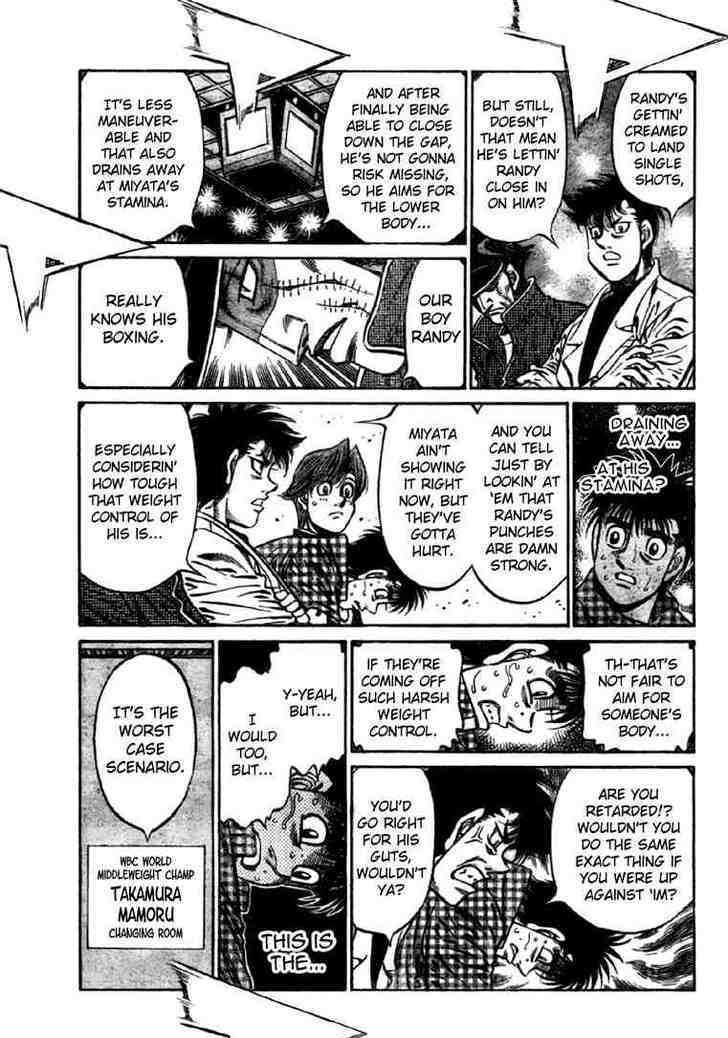 RANDY'S
GETTIN'
CREAMED
TO LAND
SINGLE
SHOTS,
BUT STILL,
DOESN'T
THAT MEAN
HE'S LETTIN'
RANDY
CLOSE IN
ON HIM?
AND AFTER
FINALLY BEING
ABLE TO CLOSE
DOWN THE GAP,
HE'S NOT GONNA
RISK MISSING,
SO HE AIMS FOR
THE LOWER
BODY...
IT'S LESS
MANEUVER-
ABLE AND
THAT ALSO
DRAINS AWAY
AT MIYATA'S
STAMINA.
OUR
BOY
RANDY
REALLY
KNOWS HIS
BOXING.
DRAINING
AWAY...
AT HIS
STAMINA?
AND YOU
CAN TELL
JUST BY
LOOKIN' AT
'EM THAT
RANDY'S
PUNCHES
ARE DAMN
STRONG.
MIYATA
AIN'T
SHOWING
IT RIGHT
NOW, BUT
THEY'VE
GOTTA
HURT.
ESPECIALLY
CONSIDERIN'
HOW TOUGH
THAT WEIGHT
CONTROL OF
HIS IS...
TH-THAT'S
NOT FAIR TO
AIM FOR
SOMEONE'S
BODY...
IF THEY'RE
COMING OFF
SUCH HARSH
WEIGHT
CONTROL.
ARE YOU
RETARDED!?
WOULDN'T YOU
DO THE SAME
EXACT THING IF
YOU WERE UP
AGAINST 'IM?
YOU'D
GO RIGHT
FOR HIS
GUTS,
WOULDN'T
YA?
Y-YEAH,
BUT...
I
WOULD
TOO,
BUT...
THIS IS
THE...
IT'S THE
WORST
CASE
SCENARIO.
WBC WORLD
MIDDLEWEIGHT CHAMP
TAKAMURA
MAMORU
CHANGING ROOM